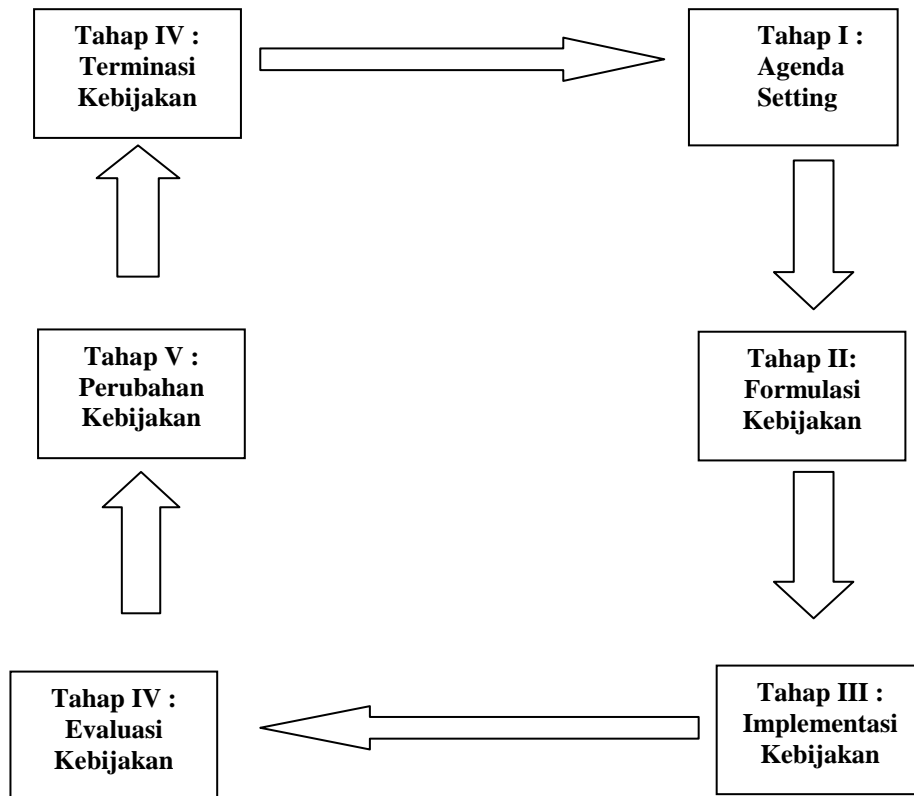 Tahap IV :
Terminasi
Kebijakan
Tahap I :
Agenda
Setting
Tahap V :
Perubahan
Kebijakan
Tahap II:
Formulasi
Kebijakan
Tahap IV :
Evaluasi
Kebijakan
Tahap III :
Implementasi
Kebijakan